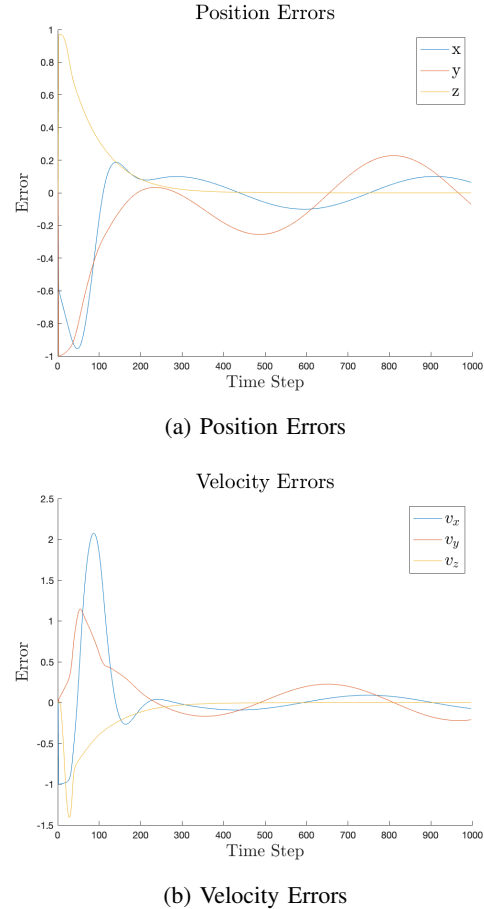 Position Errors
1
0.8
0.6
0.4
0.2
0
-0.2
-0.4
-0.6
-0.8
-1
Error
x
y
z
0 100 200 300 400 500 600 700 800 900 1000
Time Step
(a) Position Errors
Velocity Errors
2.5
2
1.5
1
0.5
0
-0.5
-1
-1.5
Error
v_x
v_y
v_z
0 100 200 300 400 500 600 700 800 900 1000
Time Step
(b) Velocity Errors